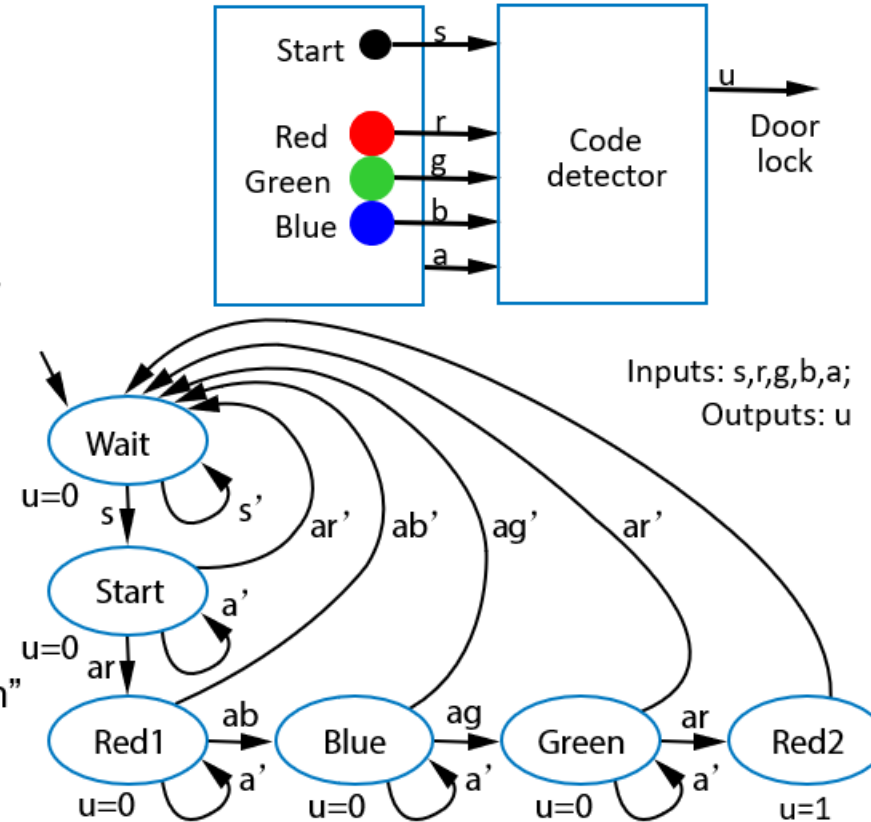 Start
s
u
Red
r
Code
detector
Door
lock
Green
g
Blue
b
a
Inputs: s,r,g,b,a;
Outputs: u
Wait
u=0
s
s’
ar’
ab’
ag’
ar’
Start
a’
u=0
ar
n”
Red1
ab
Blue
ag
Green
ar
Red2
a’
a’
a’
u=0
u=0
u=0
u=1